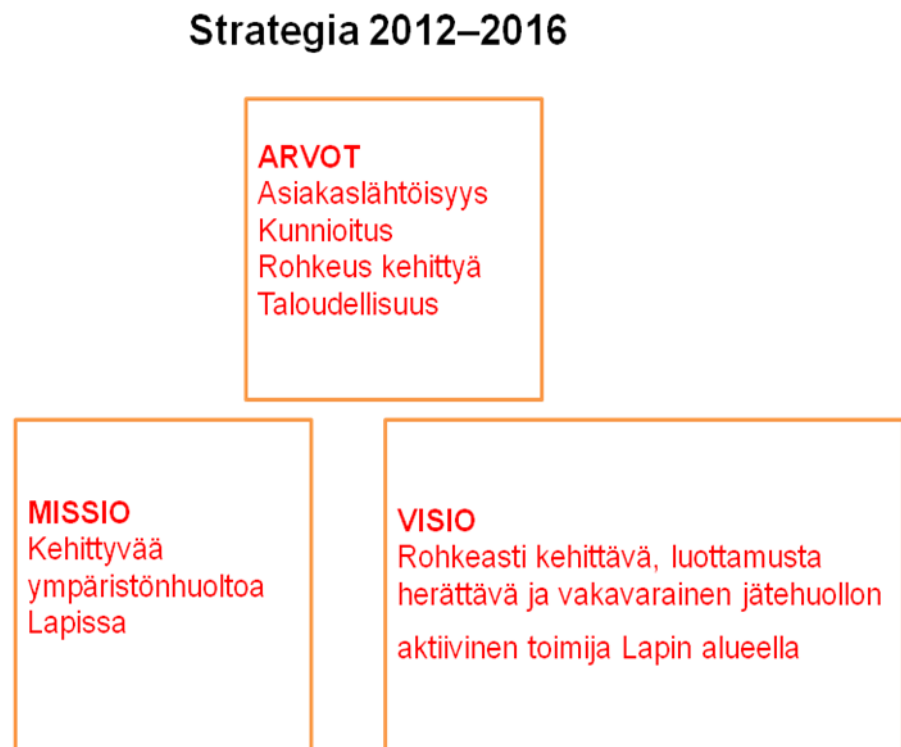 Strategia 2012–2016
ARVOT
Asiakaslähtöisyys
Kunnioitus
Rohkeus kehittyä
Taloudellisuus
MISSIO
Kehittyvää
ympäristönhuoltoa
Lapissa
VISIO
Rohkeasti kehittävä, luottamusta
herättävä ja vakavarainen jätehuollon
aktiivinen toimija Lapin alueella